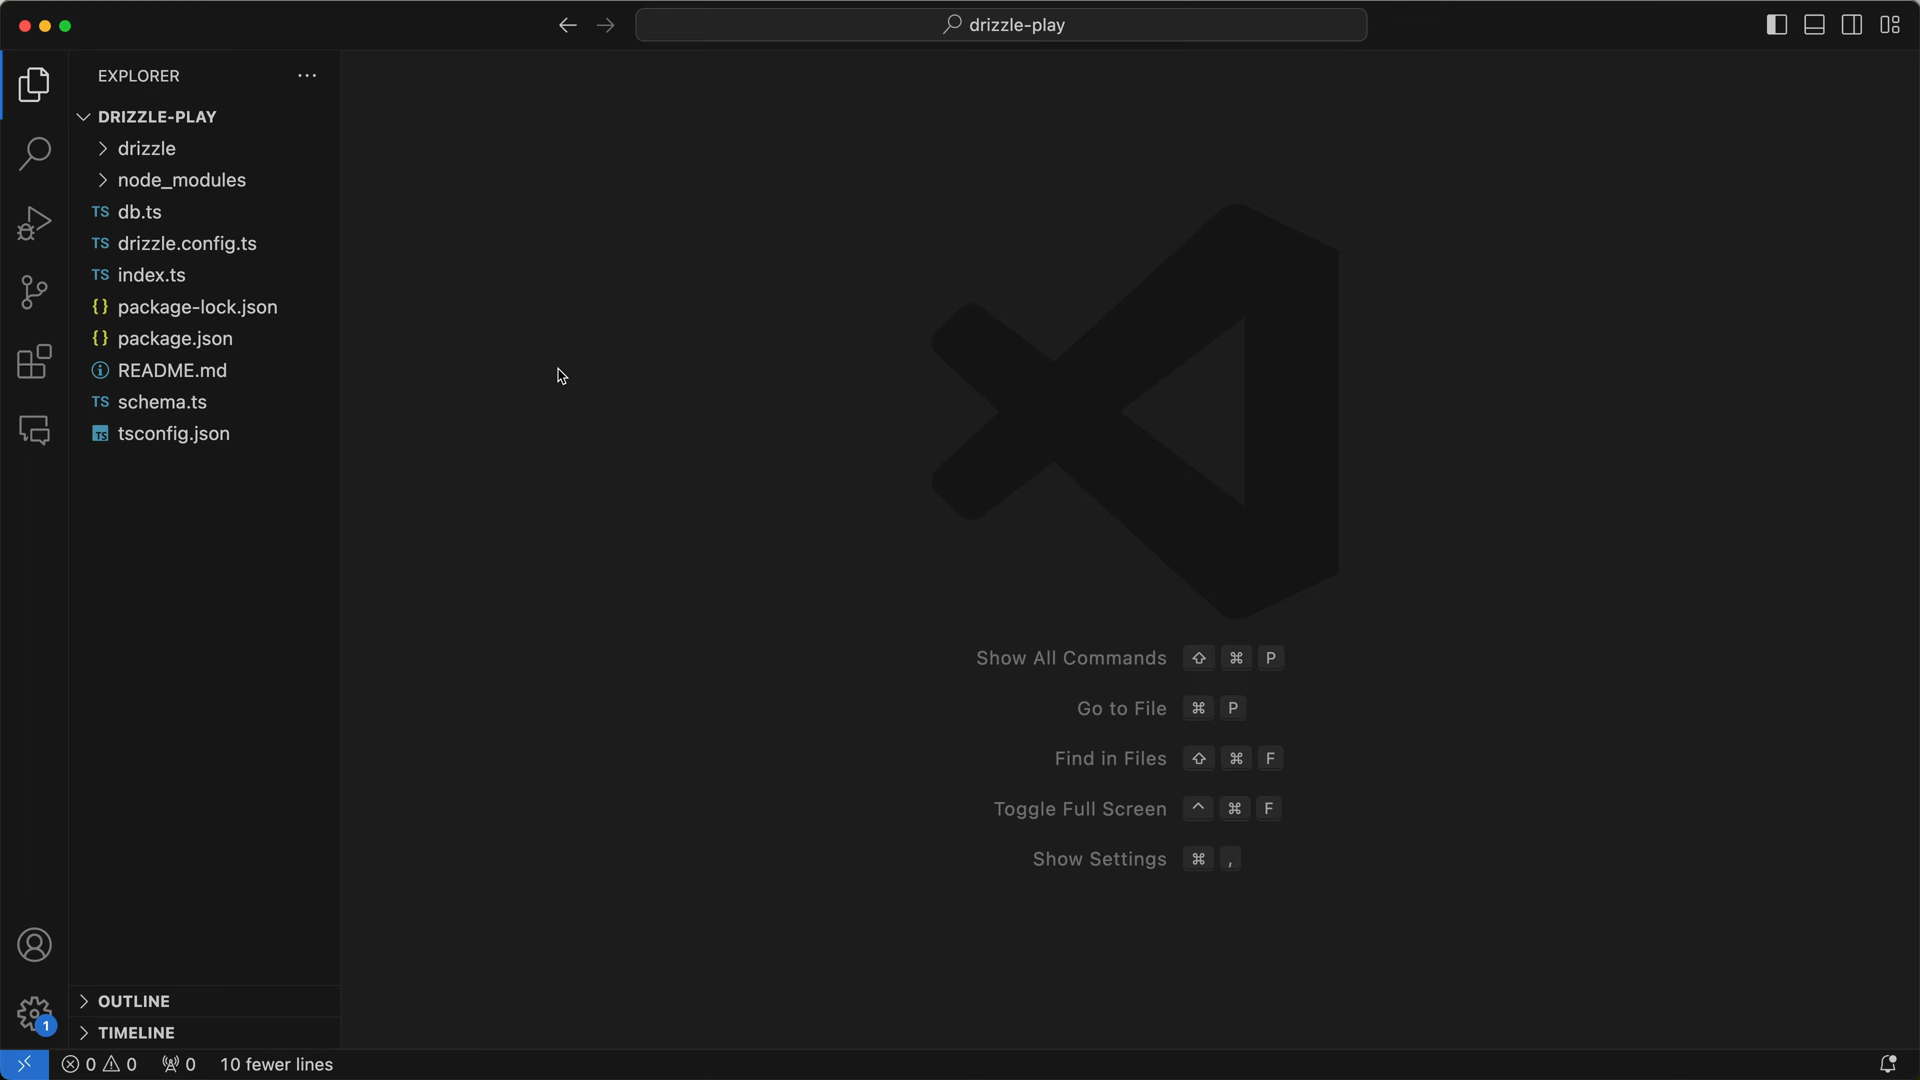 drizzle-play
EXPLORER
DRIZZLE-PLAY
drizzle
node_modules
TS db.ts
TS drizzle.config.ts
TS index.ts
{} package-lock.json
{} package.json
README.md
TS schema.ts
TS tsconfig.json
Show All Commands ⇧ ⌘ P
Go to File ⌘ P
Find in Files ⇧ ⌘ F
Toggle Full Screen ^ ⌘ F
Show Settings ⌘ ,
1
OUTLINE
TIMELINE
0 0 0 10 fewer lines